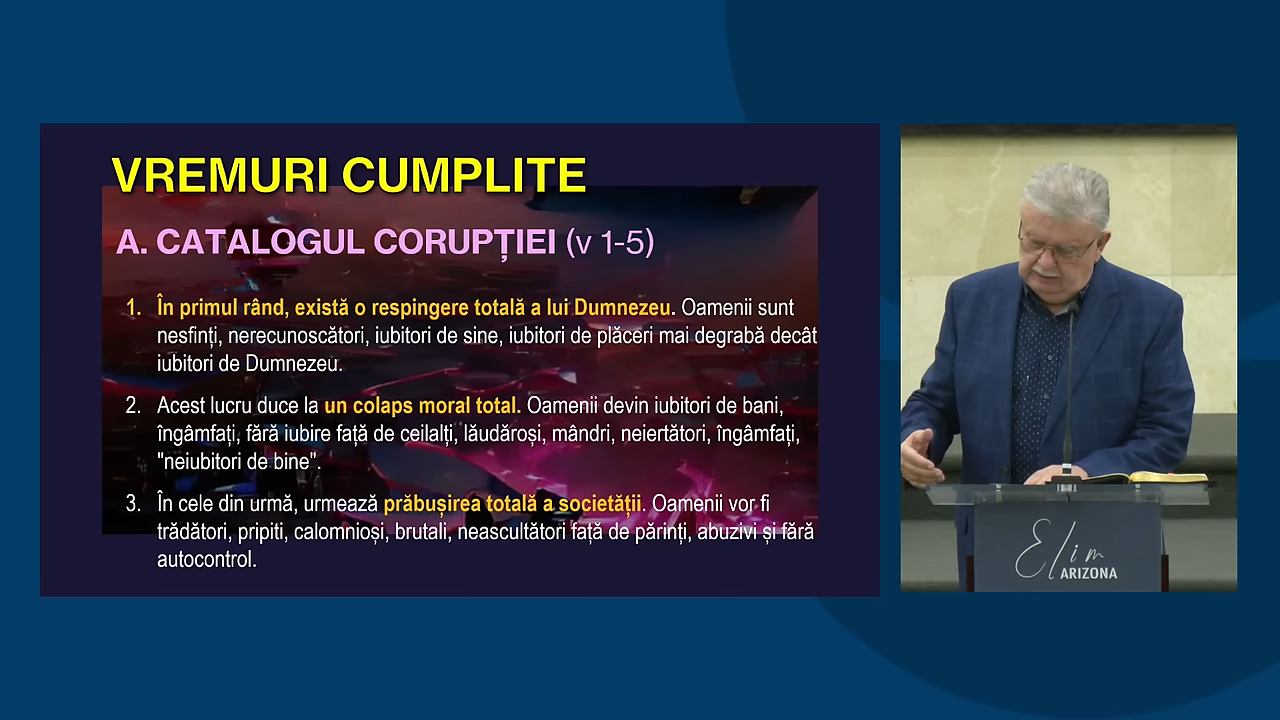 VREMURI CUMPLITE
A. CATALOGUL CORUPȚIEI (v 1-5)
1. În primul rând, există o respingere totală a lui Dumnezeu. Oamenii sunt
nesfinți, nerecunoscători, iubitori de sine, iubitori de plăceri mai degrabă decât
iubitori de Dumnezeu.
2. Acest lucru duce la un colaps moral total. Oamenii devin iubitori de bani,
îngâmfați, fără iubire față de ceilalți, lăudăroși, mândri, neiertători, îngâmfați,
"neiubitori de bine".
3. În cele din urmă, urmează prăbușirea totală a societății. Oamenii vor fi
trădători, pripiti, calomnioși, brutali, neascultători față de părinți, abuzivi și fără
autocontrol.
Elim
ARIZONA